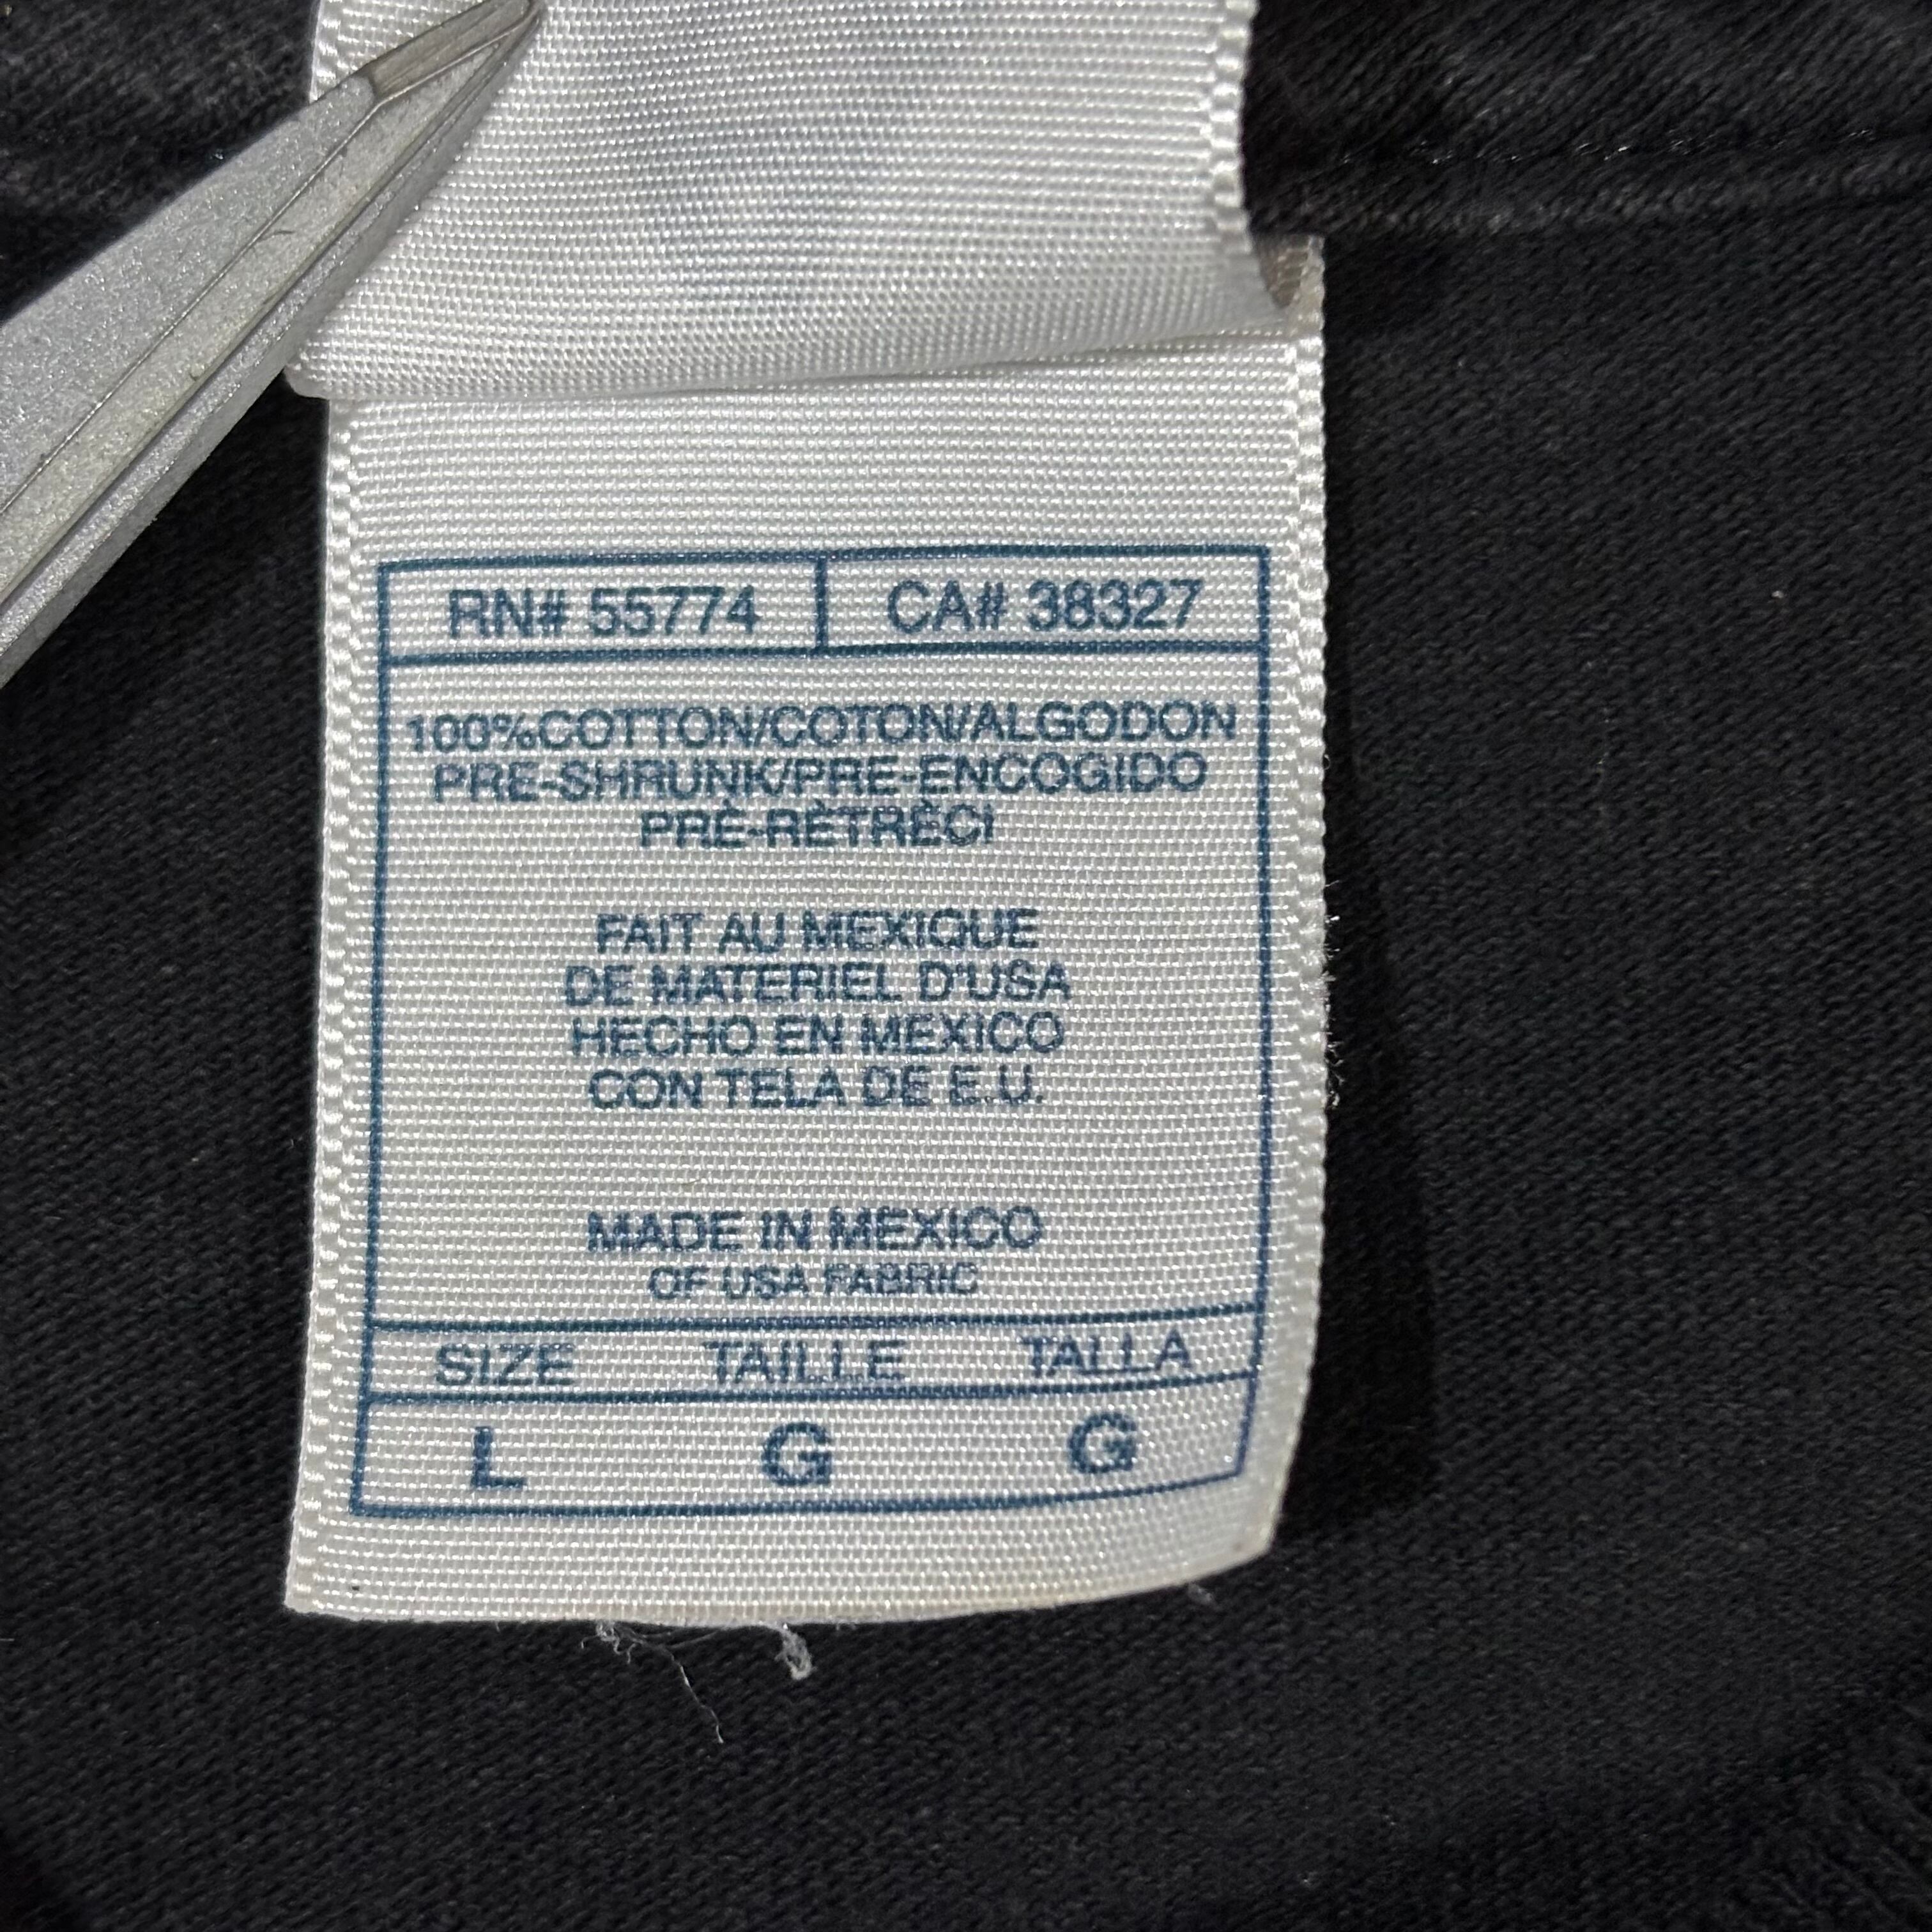 RN# 55774 CA# 38327
100%COTTON/COTON/ALGODON
PRE-SHRUNK/PRE-ENCOGIDO
PRÈ-RÈTRÈCI
FAIT AU MEXIQUE
DE MATERIEL D'USA
HECHO EN MEXICO
CON TELA DE E.U.
MADE IN MEXICO
OF USA FABRIC
SIZE TAILLE TALLA
L G G